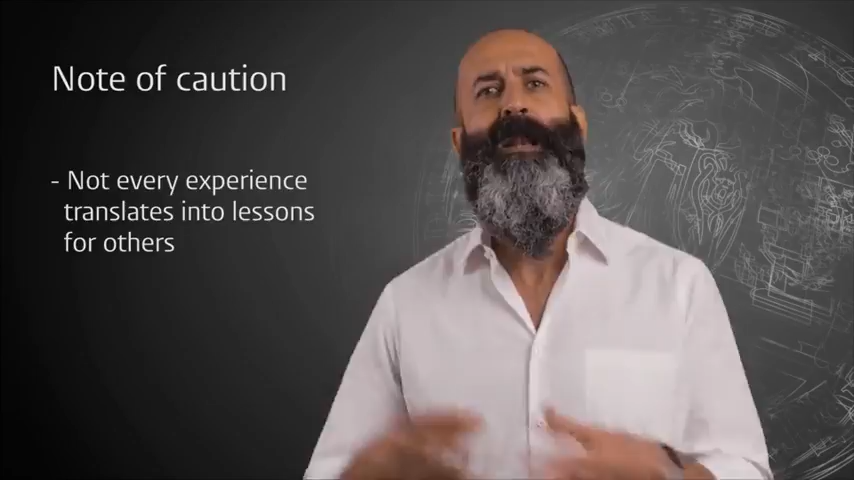 Note of caution
- Not every experience
translates into lessons
for others